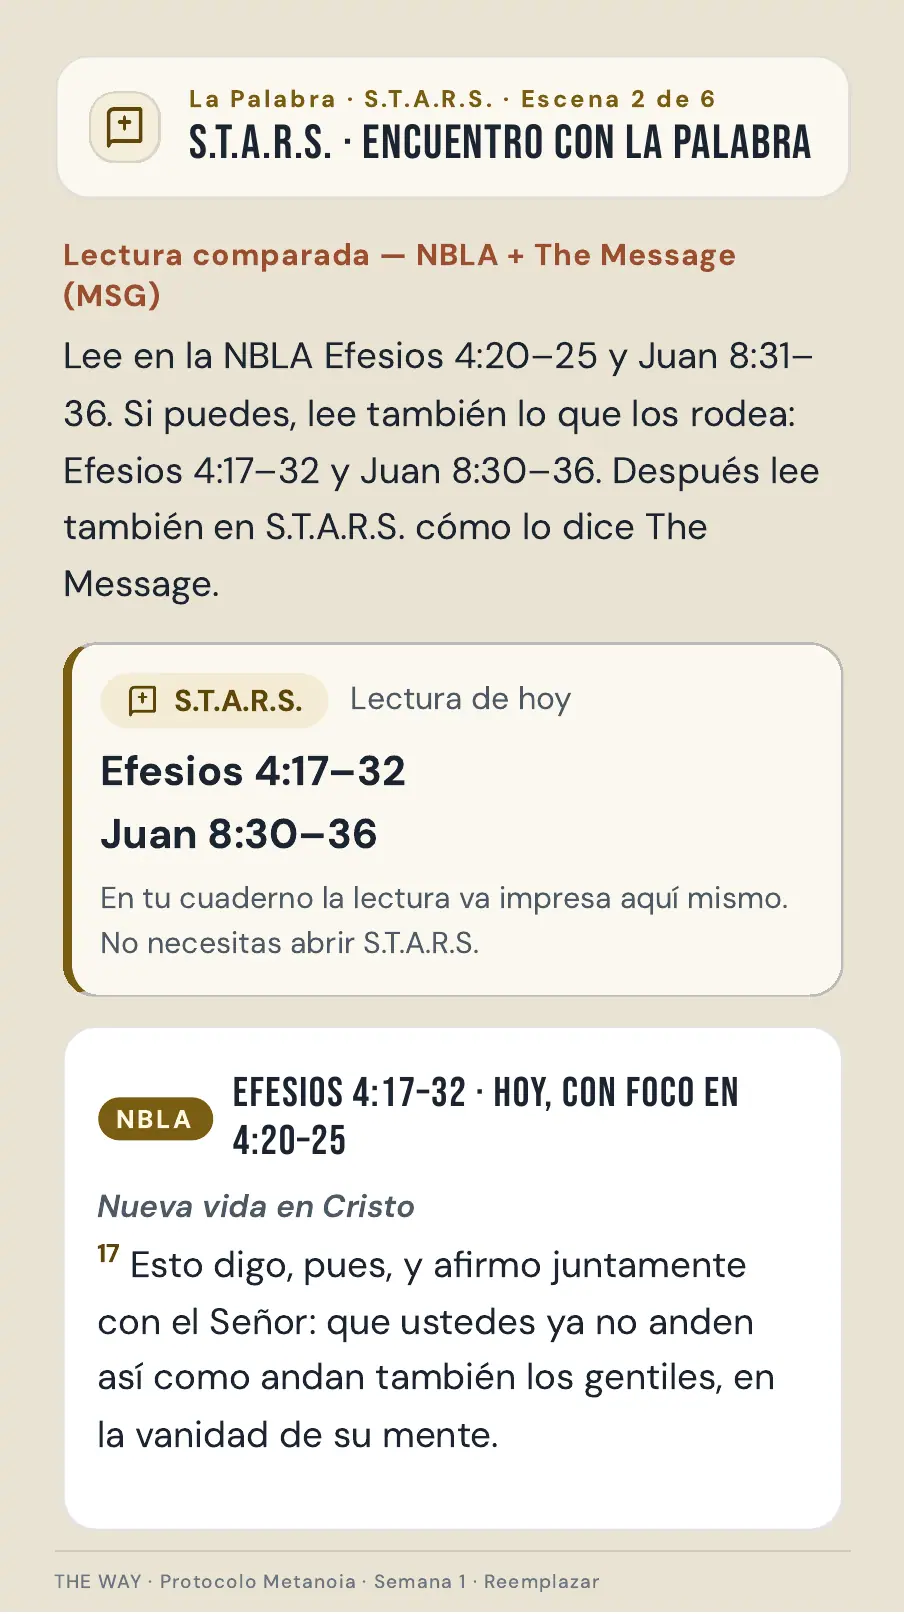 La Palabra · S.T.A.R.S. · Escena 2 de 6
S.T.A.R.S. · ENCUENTRO CON LA PALABRA
Lectura comparada — NBLA + The Message
(MSG)
Lee en la NBLA Efesios 4:20–25 y Juan 8:31–
36. Si puedes, lee también lo que los rodea:
Efesios 4:17–32 y Juan 8:30–36. Después lee
también en S.T.A.R.S. cómo lo dice The
Message.
S.T.A.R.S. Lectura de hoy
Efesios 4:17–32
Juan 8:30–36
En tu cuaderno la lectura va impresa aquí mismo.
No necesitas abrir S.T.A.R.S.
NBLA
EFESIOS 4:17–32 · HOY, CON FOCO EN
4:20–25
Nueva vida en Cristo
17 Esto digo, pues, y afirmo juntamente
con el Señor: que ustedes ya no anden
así como andan también los gentiles, en
la vanidad de su mente.
THE WAY · Protocolo Metanoia · Semana 1 · Reemplazar